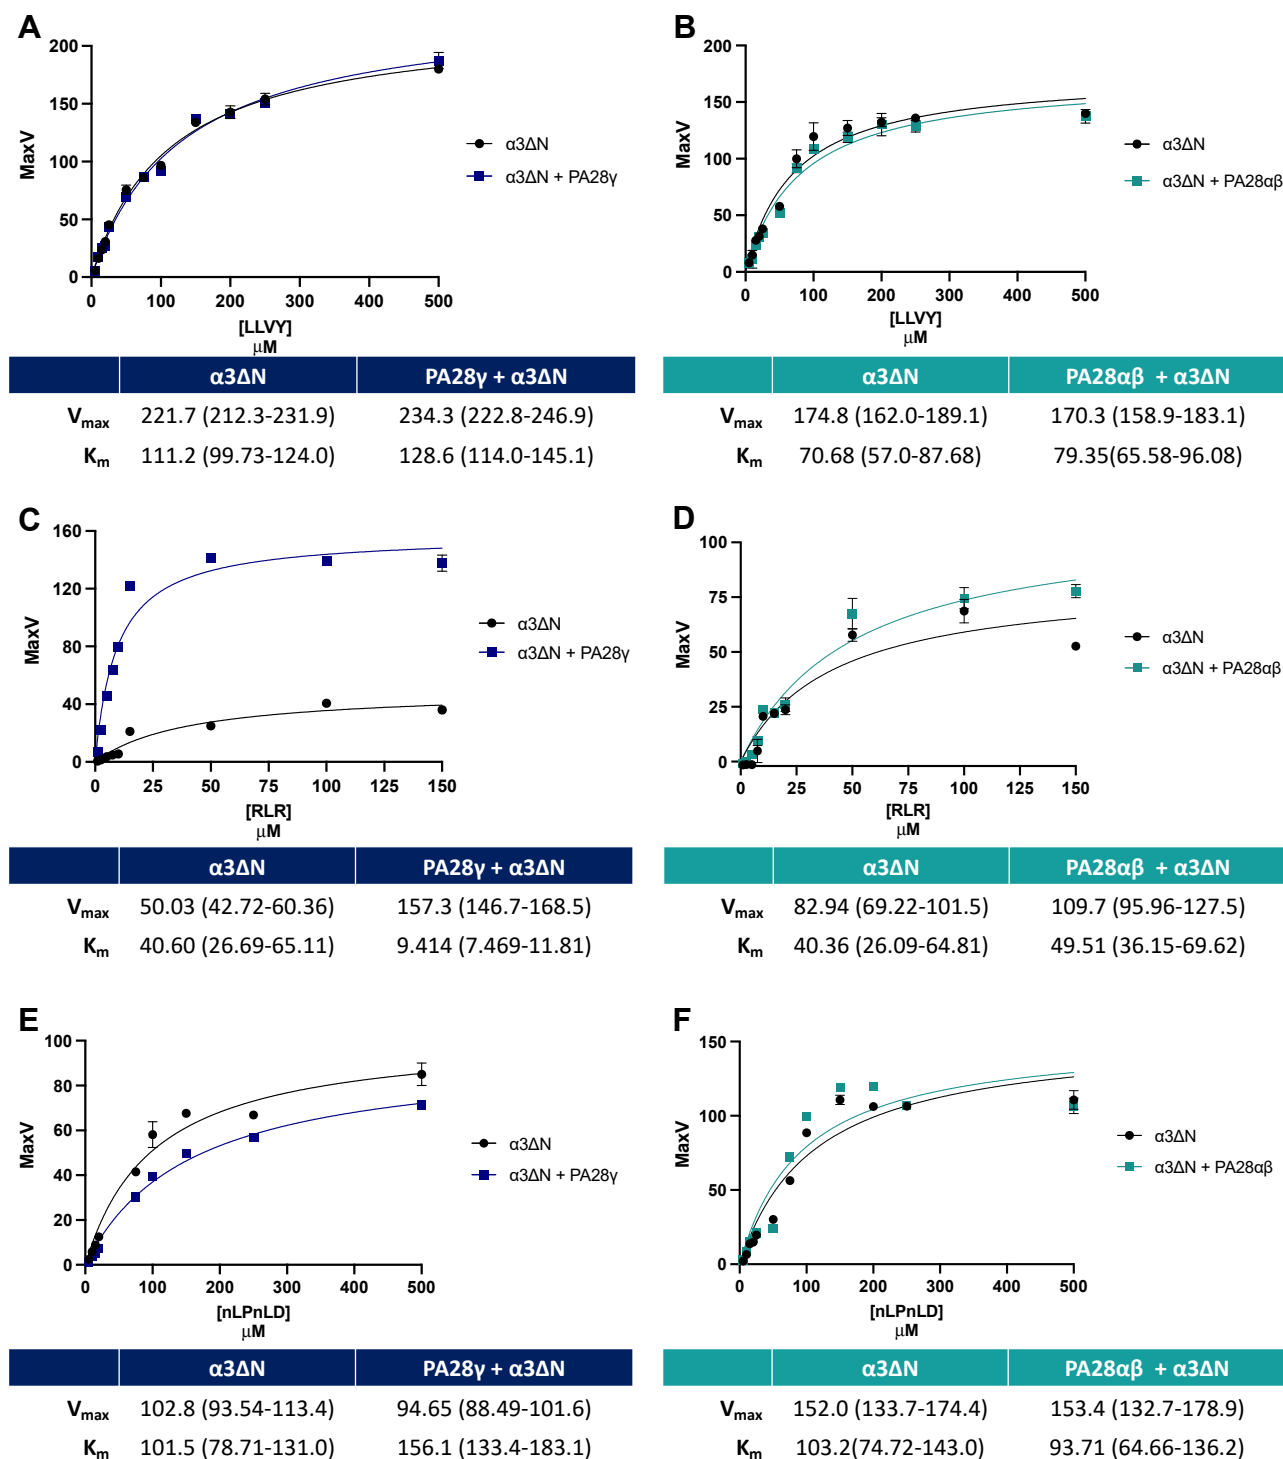 A
MaxV
200
150
100
50
0
0 100 200 300 400 500
[LLVY]
μM
α3ΔN
α3ΔN + PA28γ
α3ΔN PA28γ + α3ΔN
Vmax 221.7 (212.3-231.9) 234.3 (222.8-246.9)
Km 111.2 (99.73-124.0) 128.6 (114.0-145.1)
B
MaxV
200
150
100
50
0
0 100 200 300 400 500
[LLVY]
μM
α3ΔN
α3ΔN + PA28αβ
α3ΔN PA28αβ + α3ΔN
Vmax 174.8 (162.0-189.1) 170.3 (158.9-183.1)
Km 70.68 (57.0-87.68) 79.35(65.58-96.08)
C
MaxV
160
120
80
40
0
0 25 50 75 100 125 150
[RLR]
μM
α3ΔN
α3ΔN + PA28γ
α3ΔN PA28γ + α3ΔN
Vmax 50.03 (42.72-60.36) 157.3 (146.7-168.5)
Km 40.60 (26.69-65.11) 9.414 (7.469-11.81)
D
MaxV
100
75
50
25
0
0 25 50 75 100 125 150
[RLR]
μM
α3ΔN
α3ΔN + PA28αβ
α3ΔN PA28αβ + α3ΔN
Vmax 82.94 (69.22-101.5) 109.7 (95.96-127.5)
Km 40.36 (26.09-64.81) 49.51 (36.15-69.62)
E
MaxV
100
80
60
40
20
0
0 100 200 300 400 500
[nLPnLD]
μM
α3ΔN
α3ΔN + PA28γ
α3ΔN PA28γ + α3ΔN
Vmax 102.8 (93.54-113.4) 94.65 (88.49-101.6)
Km 101.5 (78.71-131.0) 156.1 (133.4-183.1)
F
MaxV
150
100
50
0
0 100 200 300 400 500
[nLPnLD]
μM
α3ΔN
α3ΔN + PA28αβ
α3ΔN PA28αβ + α3ΔN
Vmax 152.0 (133.7-174.4) 153.4 (132.7-178.9)
Km 103.2(74.72-143.0) 93.71 (64.66-136.2)